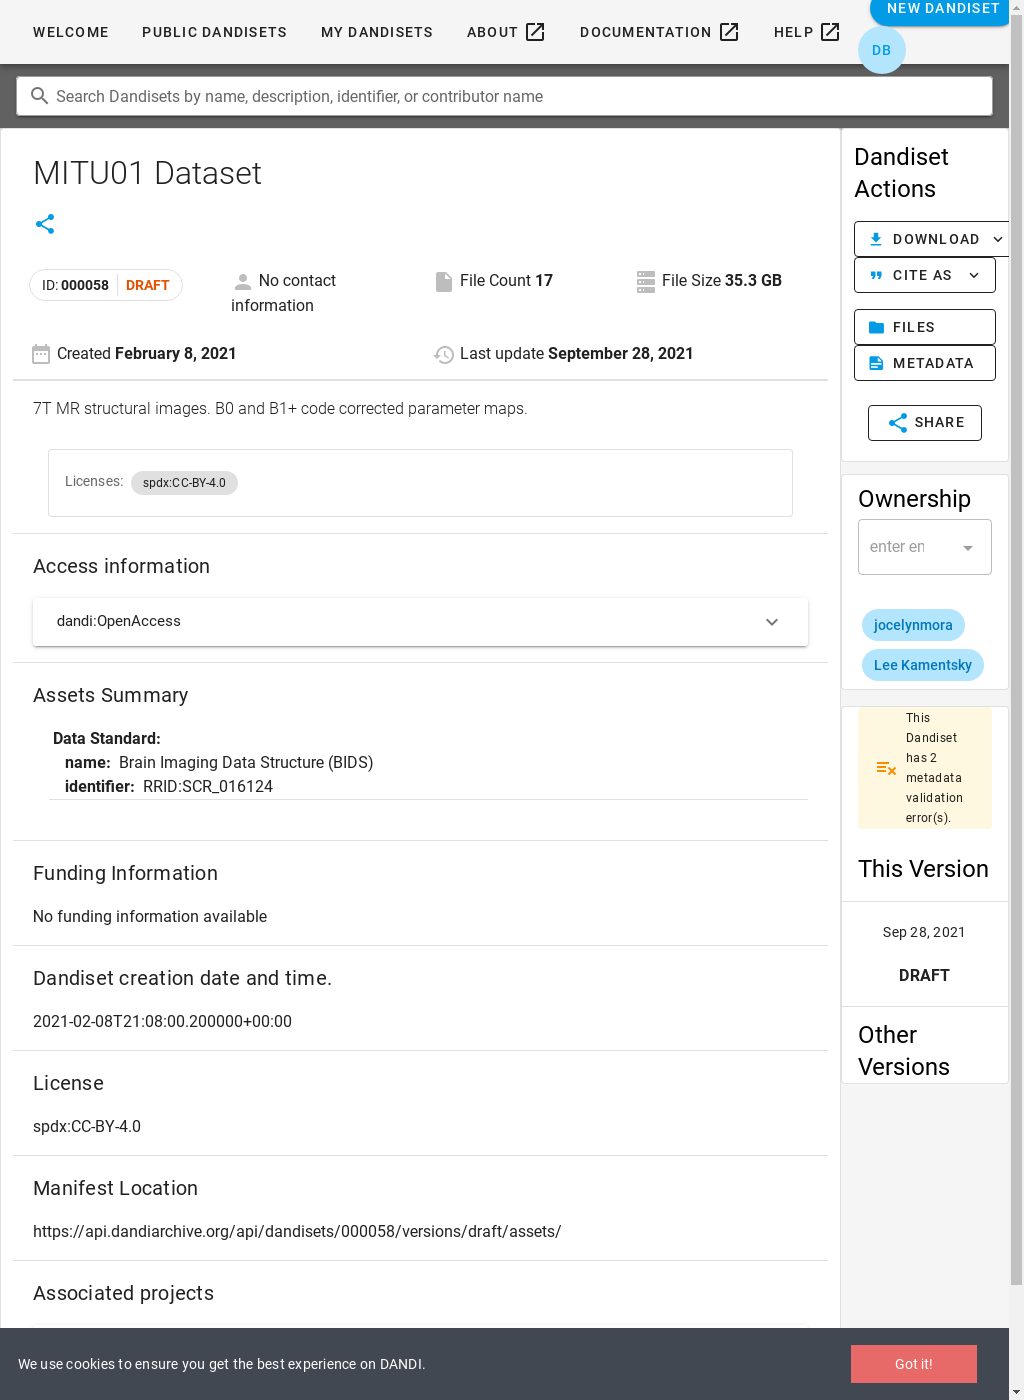 WELCOME PUBLIC DANDISETS MY DANDISETS ABOUT DOCUMENTATION HELP NEW DANDISET
DB
Search Dandisets by name, description, identifier, or contributor name
MITU01 Dataset
ID: 000058 DRAFT
No contact information
File Count 17
File Size 35.3 GB
Created February 8, 2021
Last update September 28, 2021
7T MR structural images. B0 and B1+ code corrected parameter maps.
Licenses: spdx:CC-BY-4.0
Access information
dandi:OpenAccess
Assets Summary
Data Standard:
name: Brain Imaging Data Structure (BIDS)
identifier: RRID:SCR_016124
Funding Information
No funding information available
Dandiset creation date and time.
2021-02-08T21:08:00.200000+00:00
License
spdx:CC-BY-4.0
Manifest Location
https://api.dandiarchive.org/api/dandisets/000058/versions/draft/assets/
Associated projects
Dandiset
Actions
DOWNLOAD
CITE AS
FILES
METADATA
SHARE
Ownership
enter en
jocelynmora
Lee Kamentsky
This
Dandiset
has 2
metadata
validation
error(s).
This Version
Sep 28, 2021
DRAFT
Other
Versions
We use cookies to ensure you get the best experience on DANDI.
Got it!